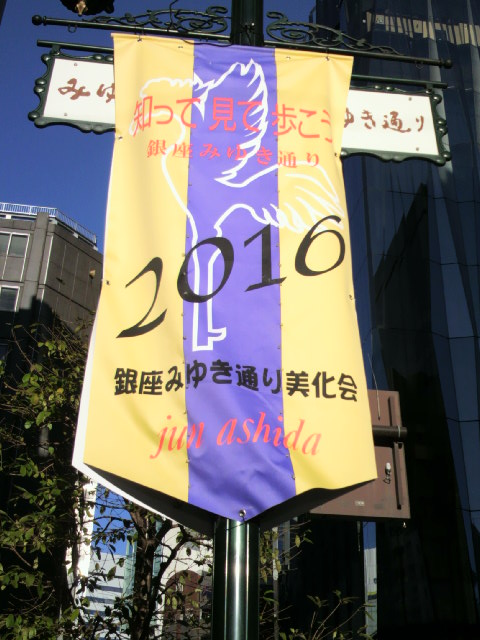 知って見て歩こう
銀座みゆき通り
2016
銀座みゆき通り美化会
jun ashida
みゆ
ゆき通り